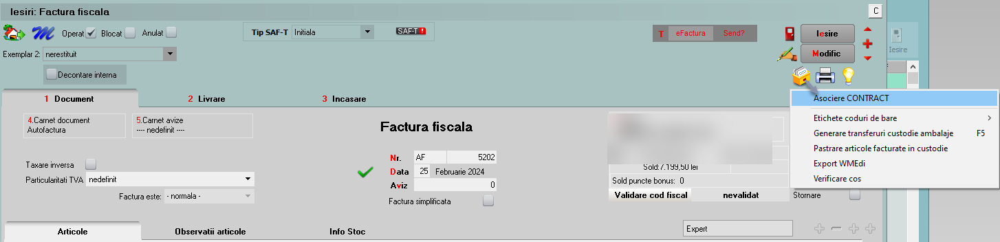 Iesiri: Factura fiscala
C
Operat
Blocat
Anulat
Tip SAF-T
Initiala
SAF-T!
T
eFactura
Send?
Iesire
Iesire
Exemplar 2:
nerestituit
Modific
Decontare interna
1 Document
2 Livrare
3 Incasare
Asociere CONTRACT
4.Carnet document
Autofactura
5.Carnet avize
---- nedefinit ----
Factura fiscala
Etichete coduri de bare
Generare transferuri custodie ambalaje F5
Pastrare articole facturate in custodie
Export WMEdi
Verificare cos
Nr.
AF
5202
Taxare inversa
Data
25
Februarie 2024
Sold:7.199,50 lei
Particularitati TVA
nedefinit
Aviz
0
Sold puncte bonus: 0
Factura este:
- normala -
Factura simplificata
Validare cod fiscal
nevalidat
Stornare
Articole
Observatii articole
Info Stoc
Expert